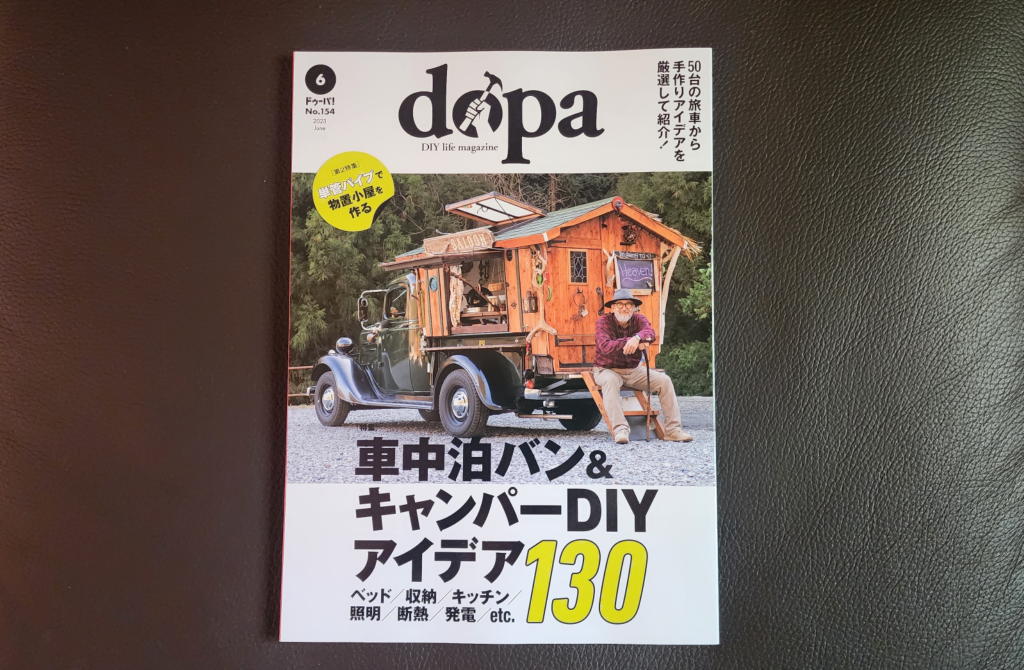 6
ドゥーパ!
No.154
2023
June
dopa
DIY life magazine
50台の旅車から
手作りアイデアを
厳選して紹介!
[第2特集]
単管パイプで
物置小屋を
作る
SALOON
Heaven
特集
車中泊バン&
キャンパーDIY
アイデア130
ベッド/収納/キッチン/
照明/断熱/発電/etc.